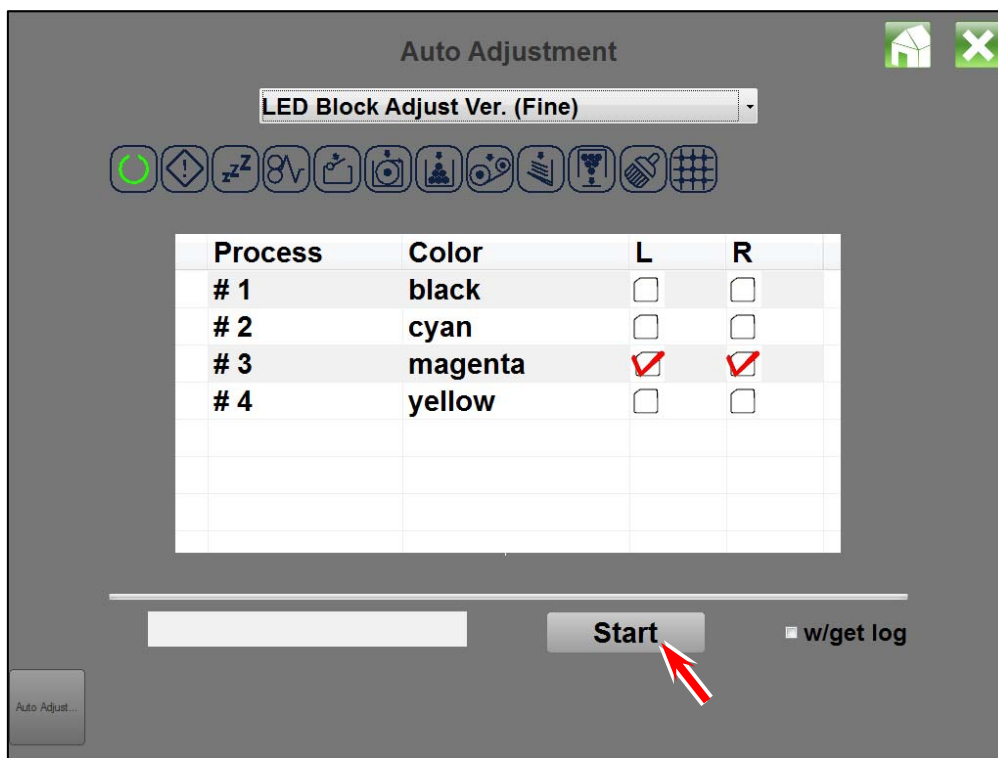 Auto Adjustment
LED Block Adjust Ver. (Fine)
zzZ
Process Color L R
# 1 black
# 2 cyan
# 3 magenta
# 4 yellow
Start w/get log
Auto Adjust...